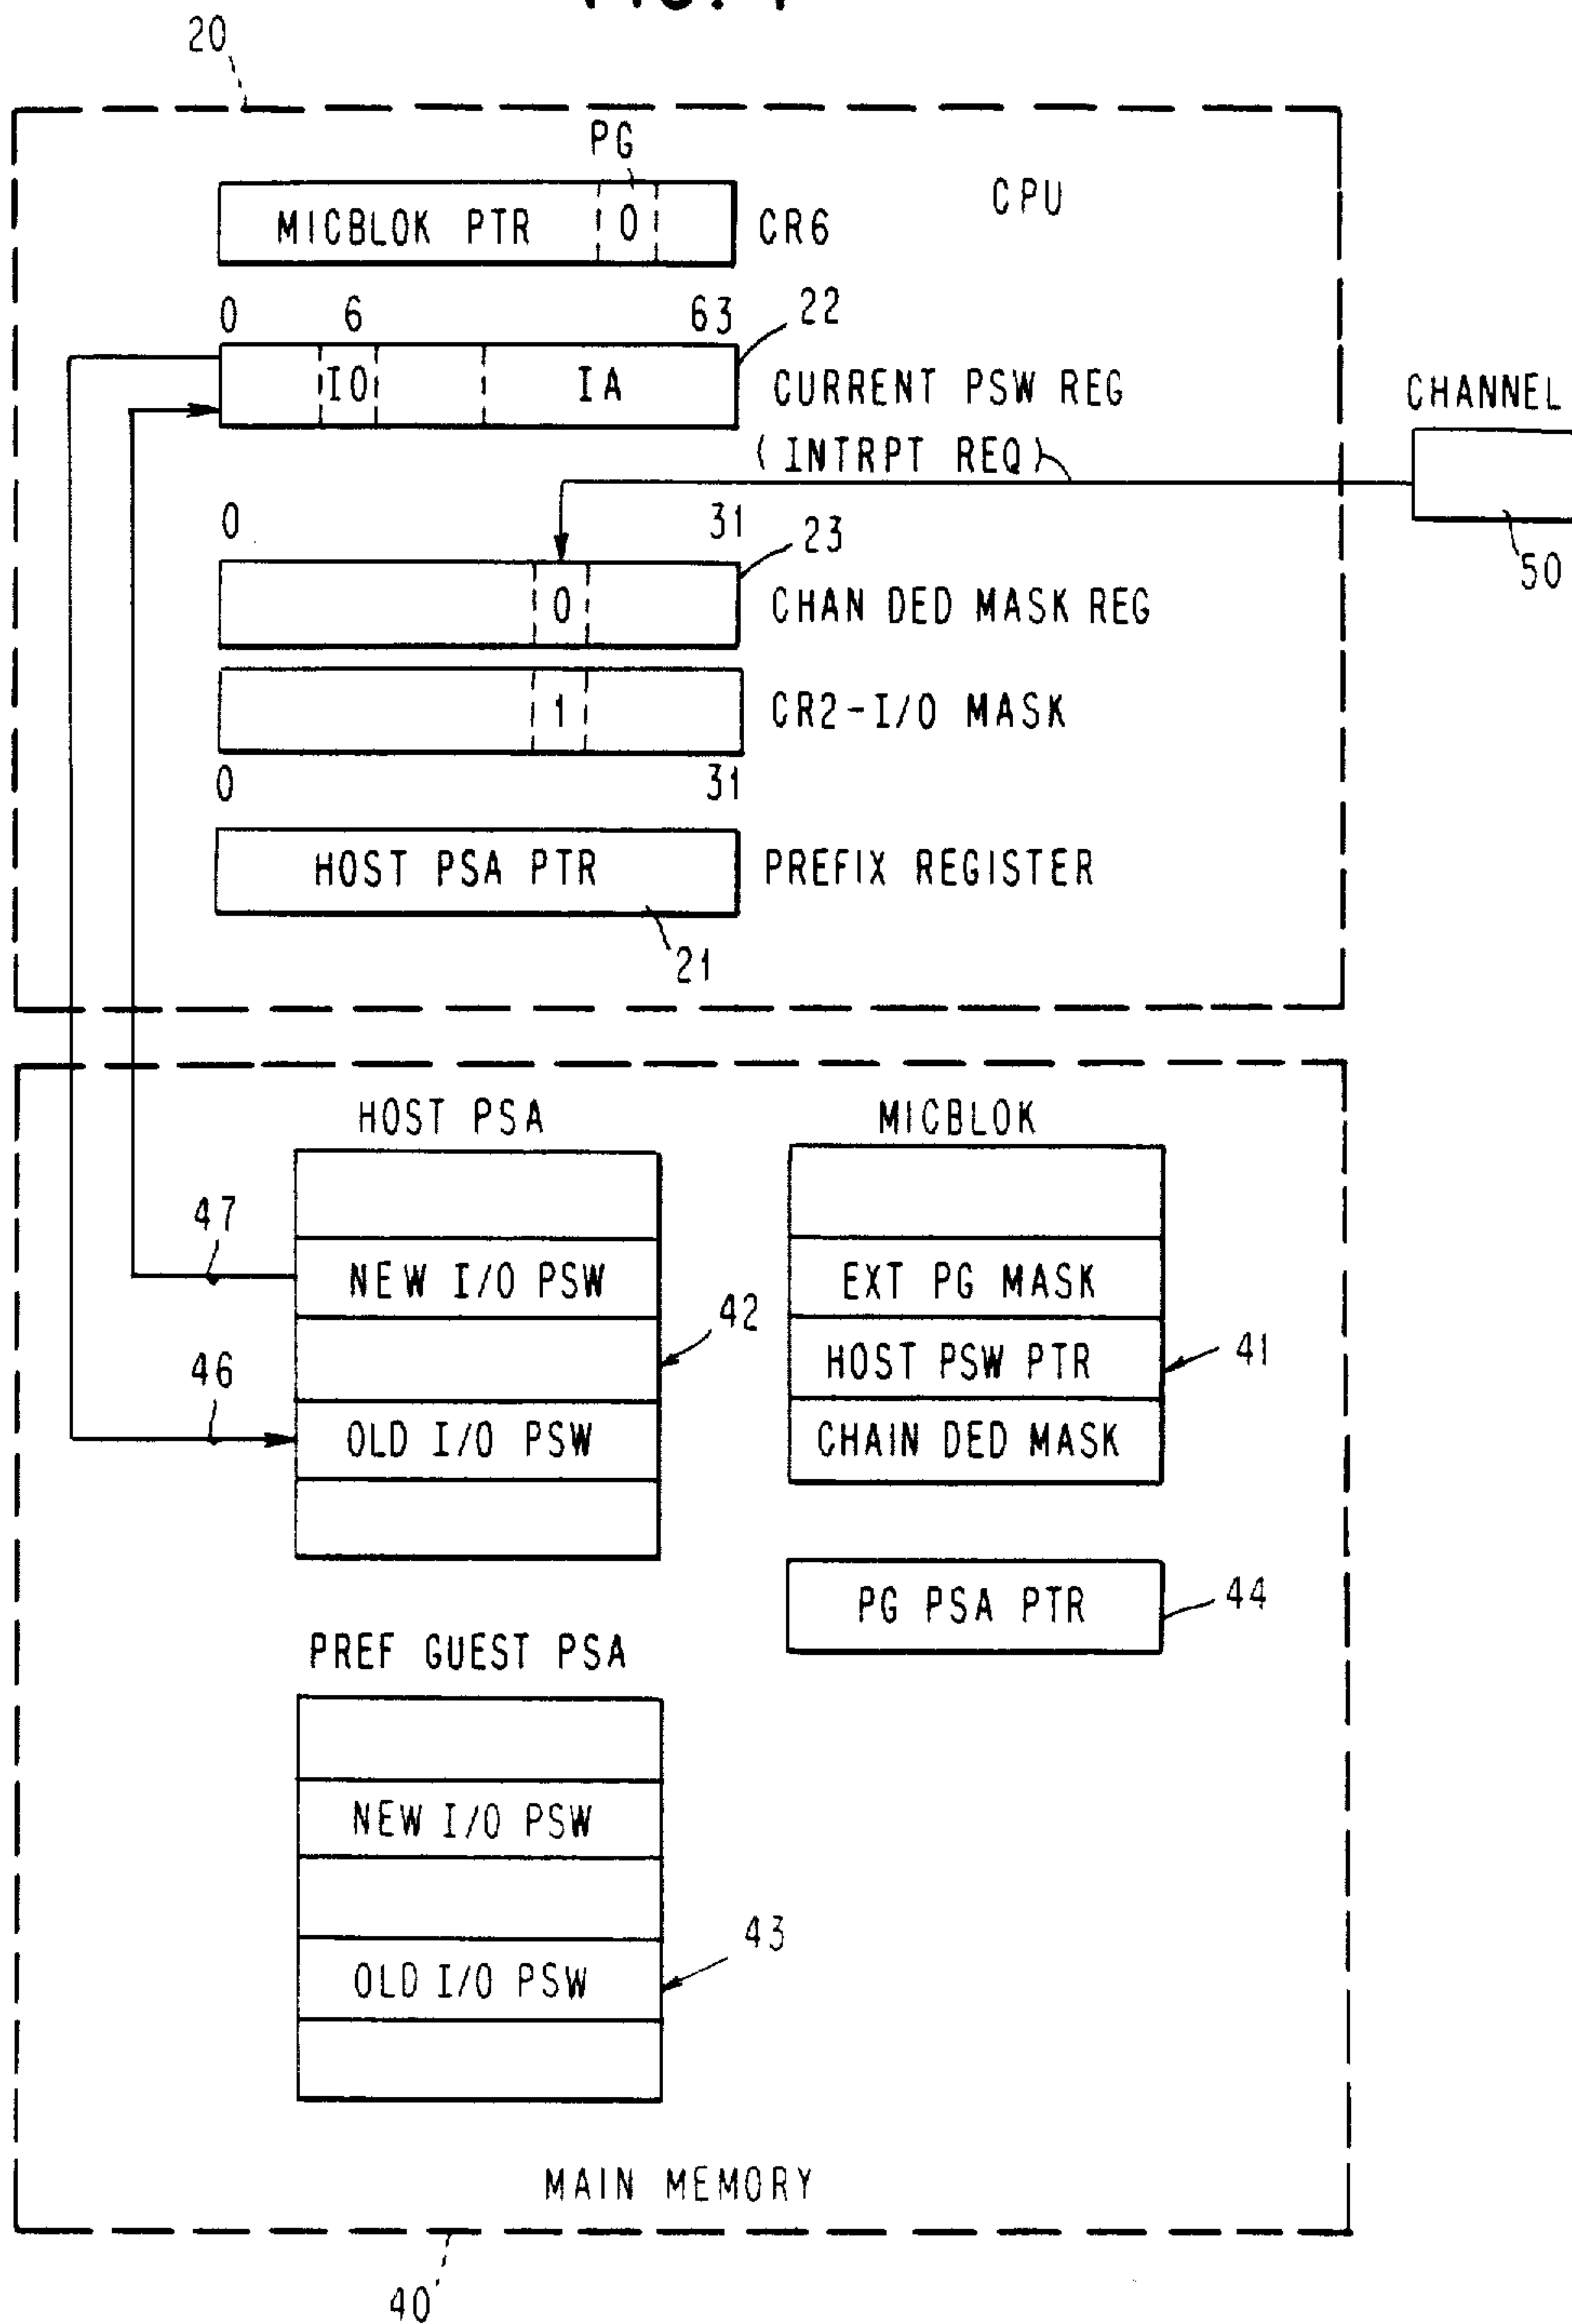 20
PG
CPU
MICBLOK PTR 0 CR6
0 6 63 22
IO IA CURRENT PSW REG
CHANNEL
(INTRPT REQ)
0 31 23
50
0 CHAN DED MASK REG
1 CR2-I/O MASK
0 31
HOST PSA PTR PREFIX REGISTER
21
HOST PSA MICBLOK
47
NEW I/O PSW EXT PG MASK
42
HOST PSW PTR 41
46
OLD I/O PSW CHAIN DED MASK
PG PSA PTR 44
PREF GUEST PSA
NEW I/O PSW
43
OLD I/O PSW
MAIN MEMORY
40